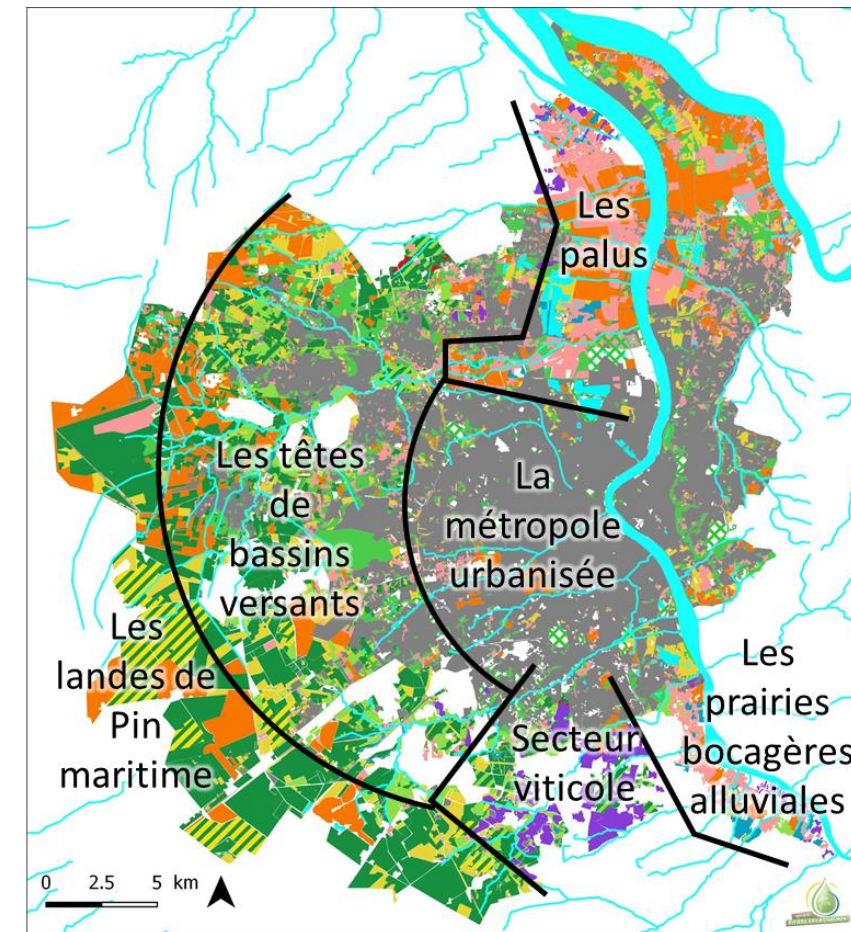 Les
palus
Les têtes
de
bassins
versants
La
métropole
urbanisée
Les
landes de
Pin
maritime
Secteur
viticole
Les
prairies
bocagères
alluviales
0 2.5 5 km